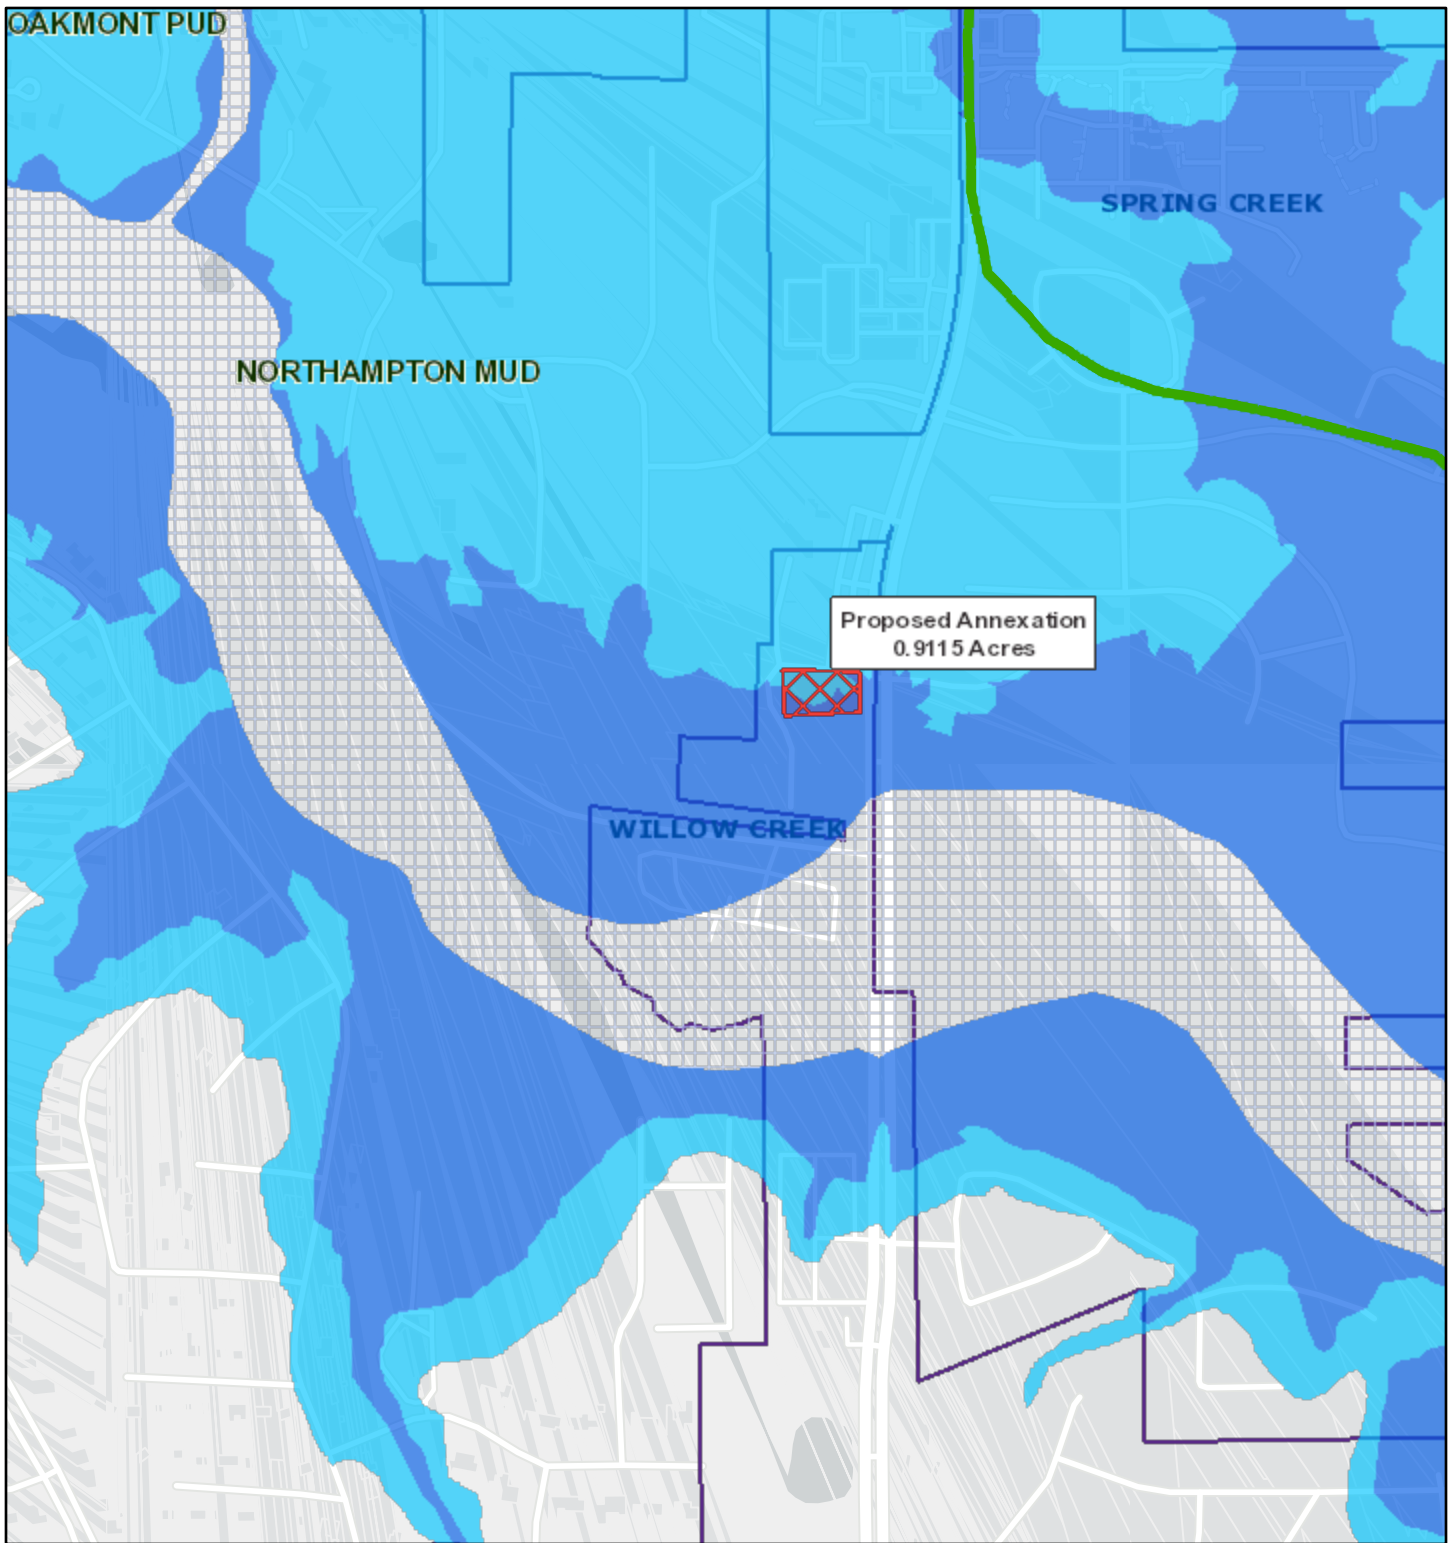 OAKMONT PUD
SPRING CREEK
NORTHAMPTON MUD
Proposed Annexation
0.9115 Acres
WILLOW CREEK